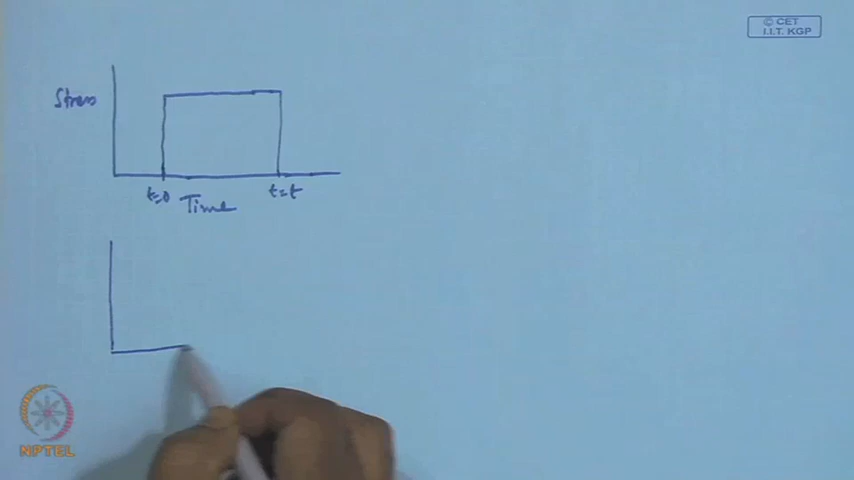 © CET
I.I.T. KGP
Stress
t=0
t=t
Time
NPTEL